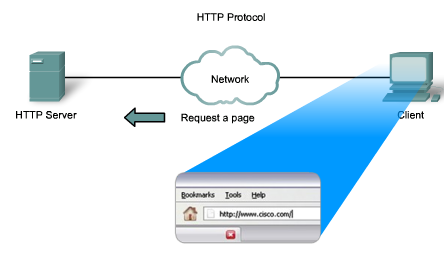 HTTP Protocol
Network
HTTP Server
Request a page
Client
Bookmarks Tools Help
http://www.cisco.com/